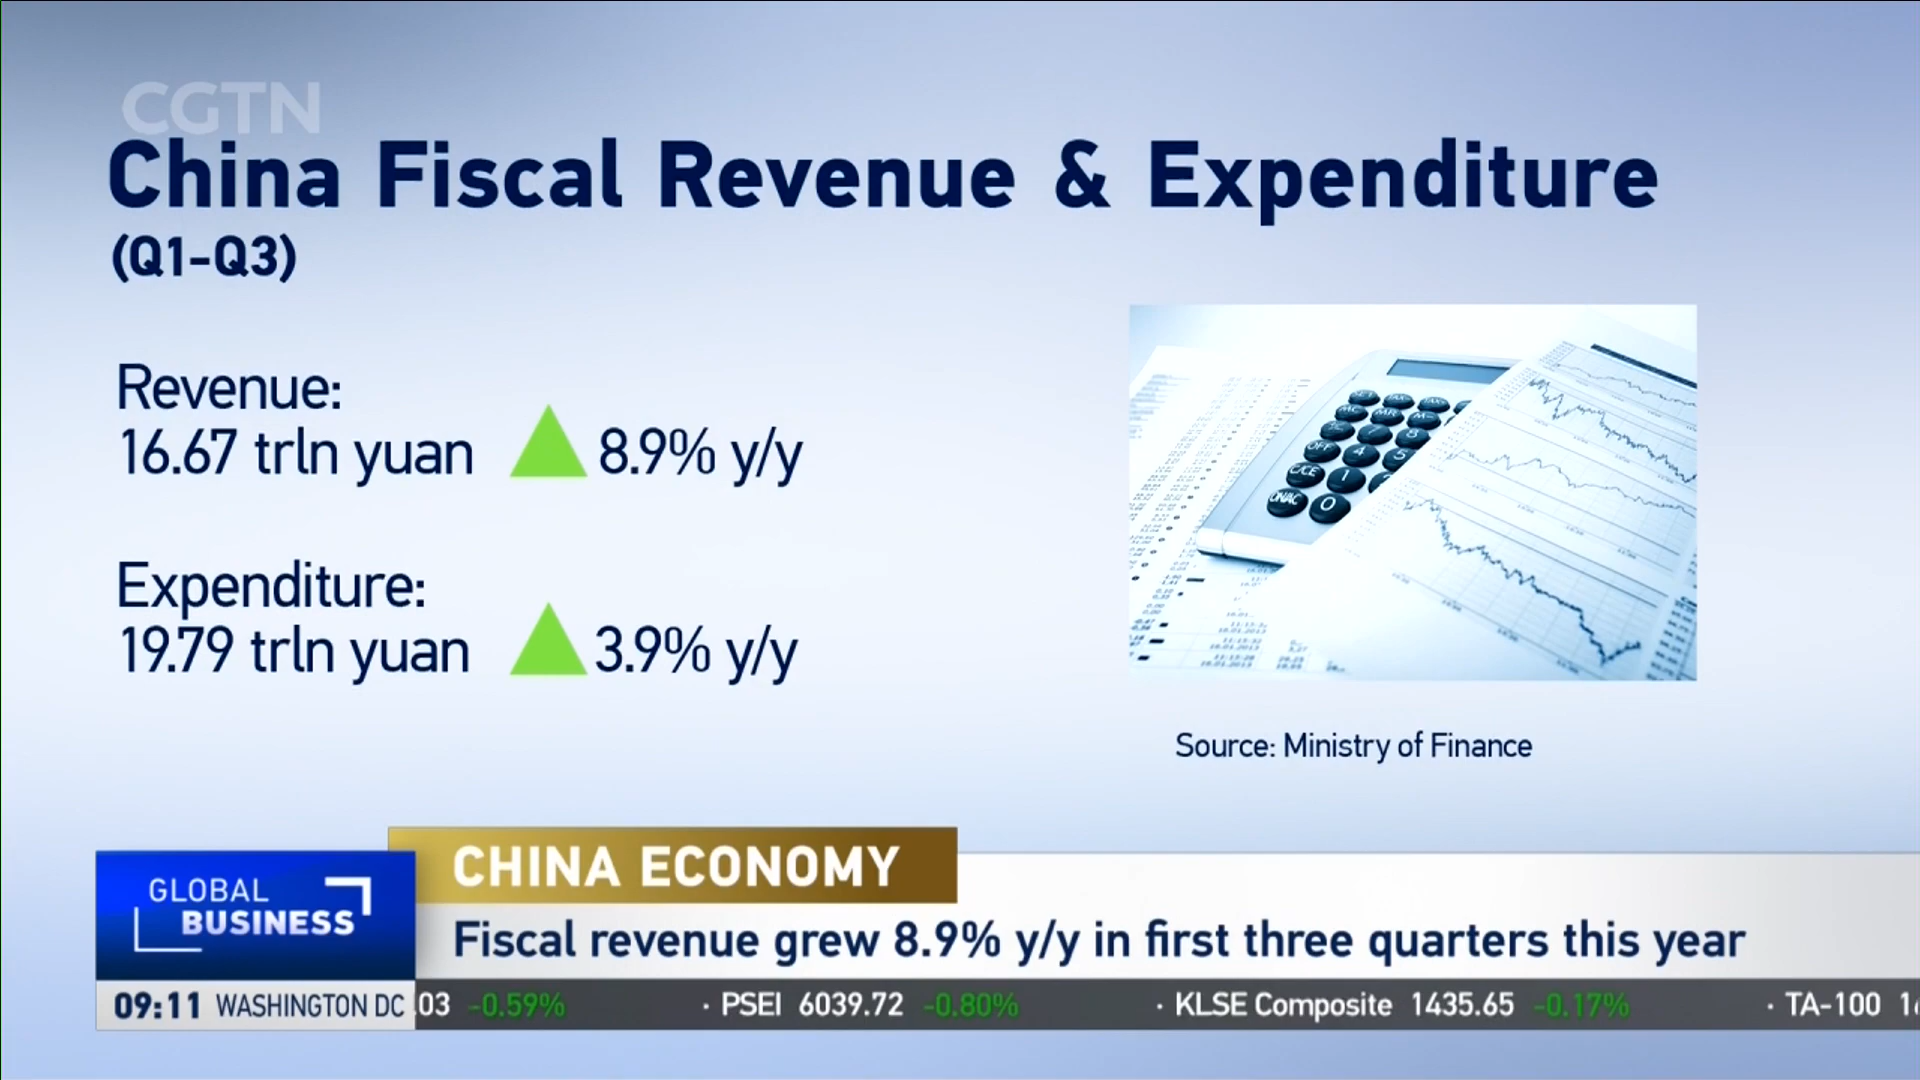 CGTN
China Fiscal Revenue & Expenditure
(Q1-Q3)
Revenue:
16.67 trln yuan 8.9% y/y
Expenditure:
19.79 trln yuan 3.9% y/y
Source: Ministry of Finance
CHINA ECONOMY
GLOBAL
BUSINESS
Fiscal revenue grew 8.9% y/y in first three quarters this year
09:11 WASHINGTON DC .03 -0.59% · PSEI 6039.72 -0.80% · KLSE Composite 1435.65 -0.17% · TA-100